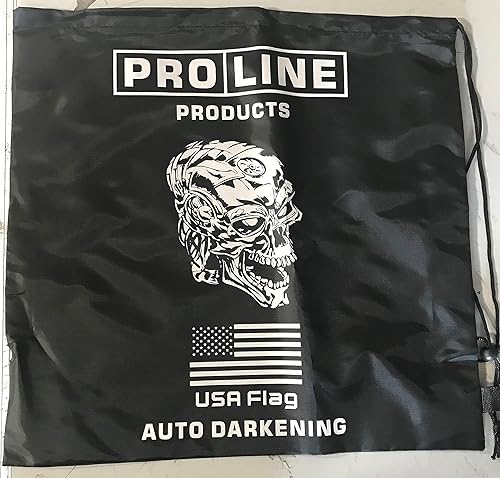 PRO LINE
PRODUCTS
USA Flag
AUTO DARKENING